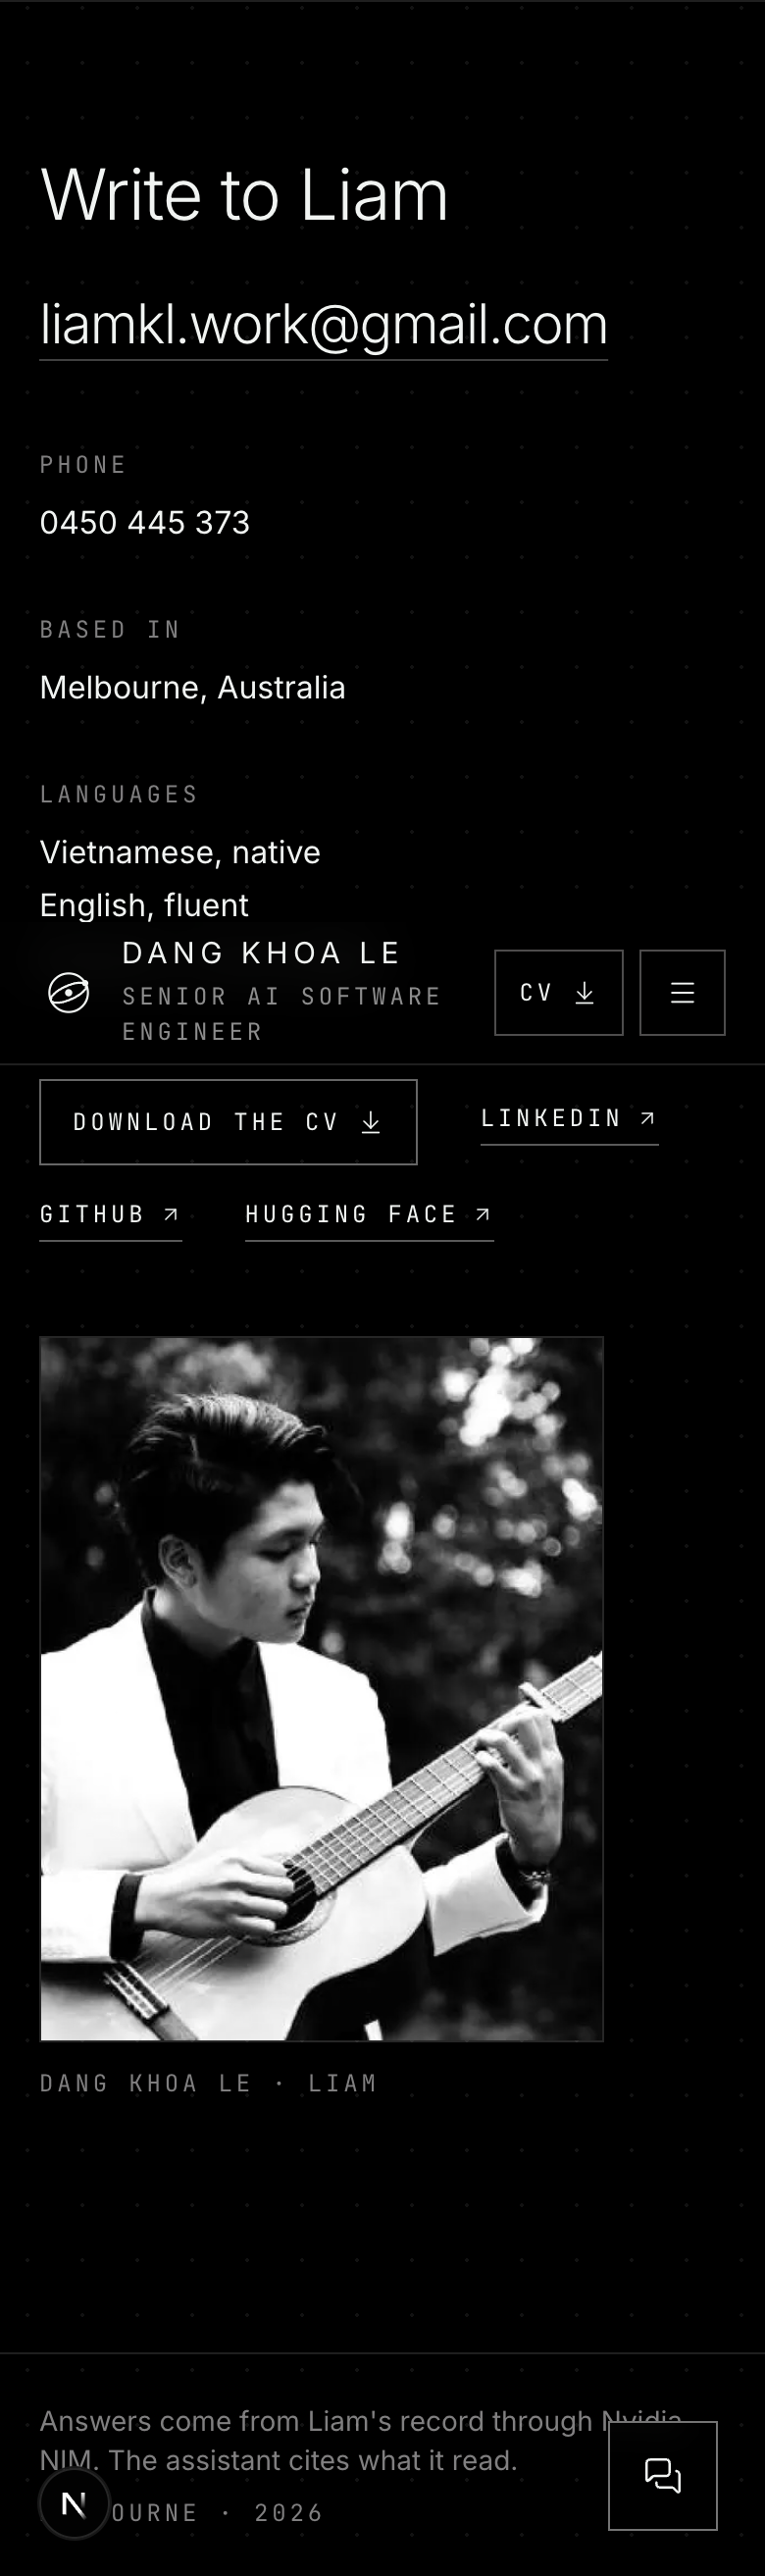 Write to Liam
liamkl.work@gmail.com
PHONE
0450 445 373
BASED IN
Melbourne, Australia
LANGUAGES
Vietnamese, native
English, fluent
DANG KHOA LE
SENIOR AI SOFTWARE
ENGINEER
CV
DOWNLOAD THE CV
LINKEDIN
GITHUB
HUGGING FACE
DANG KHOA LE · LIAM
Answers come from Liam's record through Nvidia
NIM. The assistant cites what it read.
N
OURNE · 2026